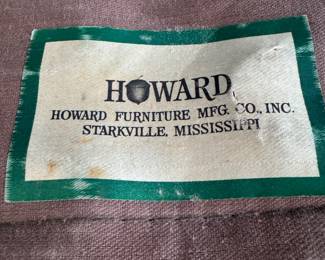 HOWARD
HOWARD FURNITURE MFG. CO., INC.
STARKVILLE, MISSISSIPPI